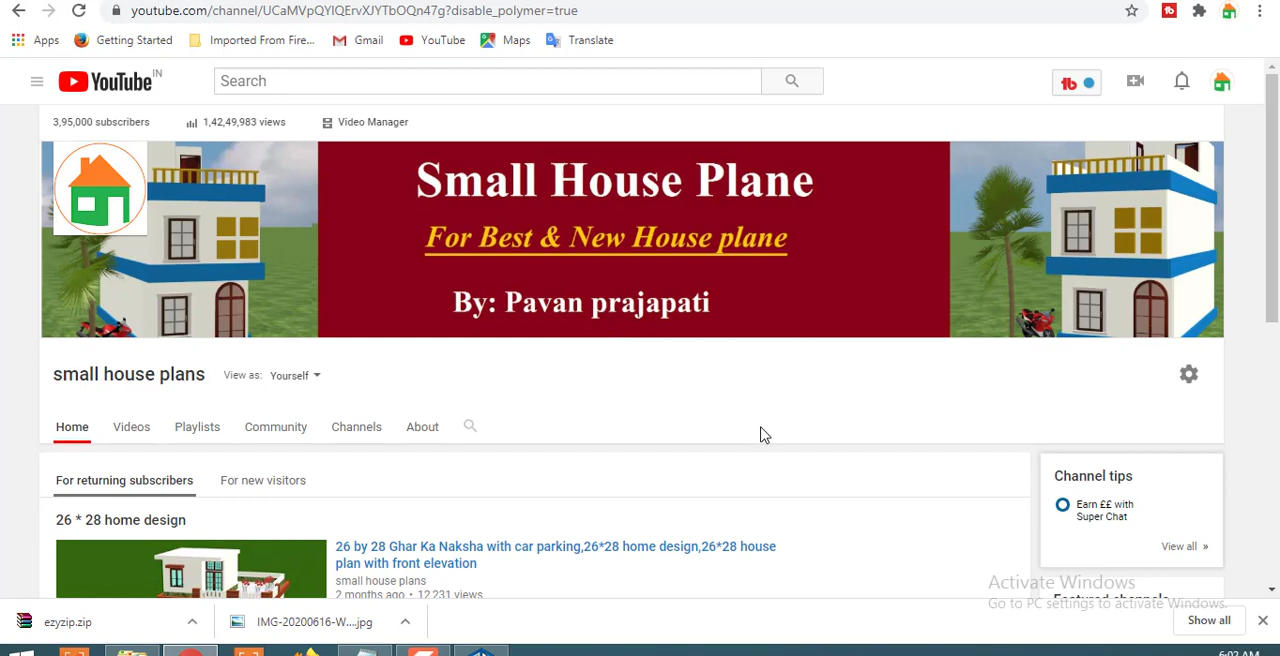 youtube.com/channel/UCaMVpQYlQErvXJYTbOQn47g?disable_polymer=true
Apps Getting Started Imported From Fire... Gmail YouTube Maps Translate
YouTube IN
Search
3,95,000 subscribers 1,42,49,983 views Video Manager
Small House Plane
For Best & New House plane
By: Pavan prajapati
small house plans View as: Yourself
Home Videos Playlists Community Channels About
For returning subscribers For new visitors
Channel tips
Earn ££ with
Super Chat
View all »
26 * 28 home design
26 by 28 Ghar Ka Naksha with car parking,26*28 home design,26*28 house
plan with front elevation
small house plans
2 months ago • 12,231 views
Featured channels
Activate Windows
Go to PC settings to activate Windows.
ezyzip.zip IMG-20200616-W....jpg Show all
6:02 AM